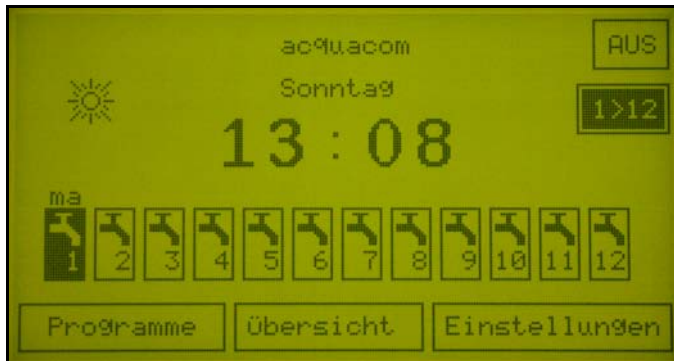 acquacom
AUS
Sonntag
1>12
13:08
ma
1 2 3 4 5 6 7 8 9 10 11 12
Programme Übersicht Einstellungen